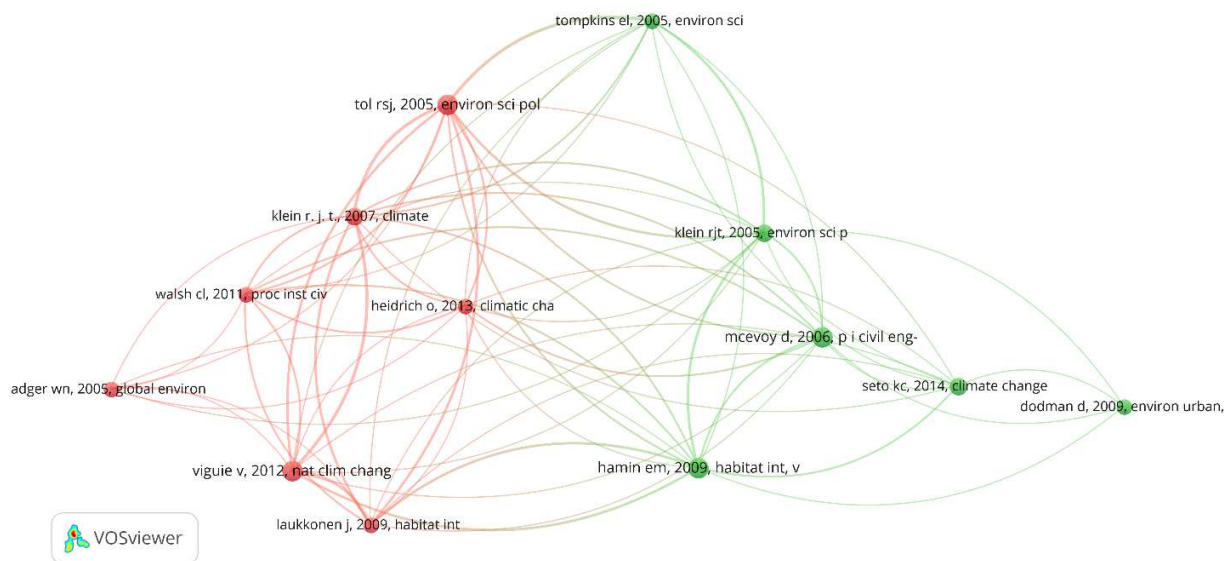 tompkins el, 2005, environ sci
tol rsj, 2005, environ sci pol
klein r. j. t., 2007, climate
klein rjt, 2005, environ sci p
walsh cl, 2011, proc inst civ
heidrich o, 2013, climatic cha
mcevoy d, 2006, p i civil eng-
adger wn, 2005, global environ
seto kc, 2014, climate change
dodman d, 2009, environ urban,
viguie v, 2012, nat clim chang
hamin em, 2009, habitat int, v
laukkonen j, 2009, habitat int
VOSviewer